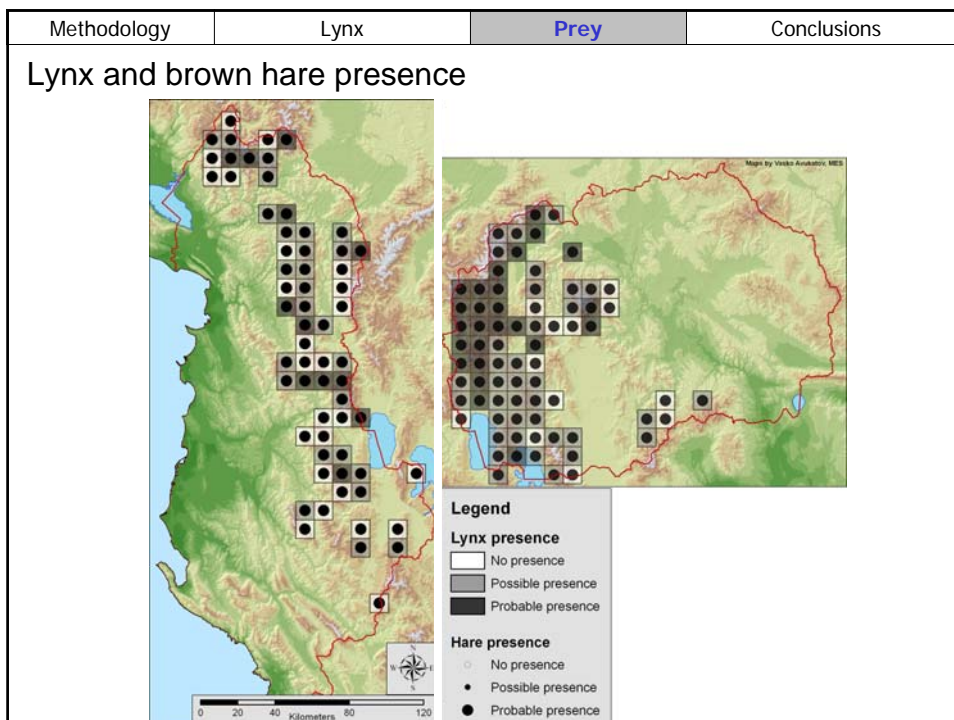 Methodology Lynx Prey Conclusions
Lynx and brown hare presence
Maps by Vasko Avukatov, MES
Legend
Lynx presence
No presence
Possible presence
Probable presence
Hare presence
No presence
Possible presence
Probable presence
N
W E
S
0 20 40 80 120
Kilometers